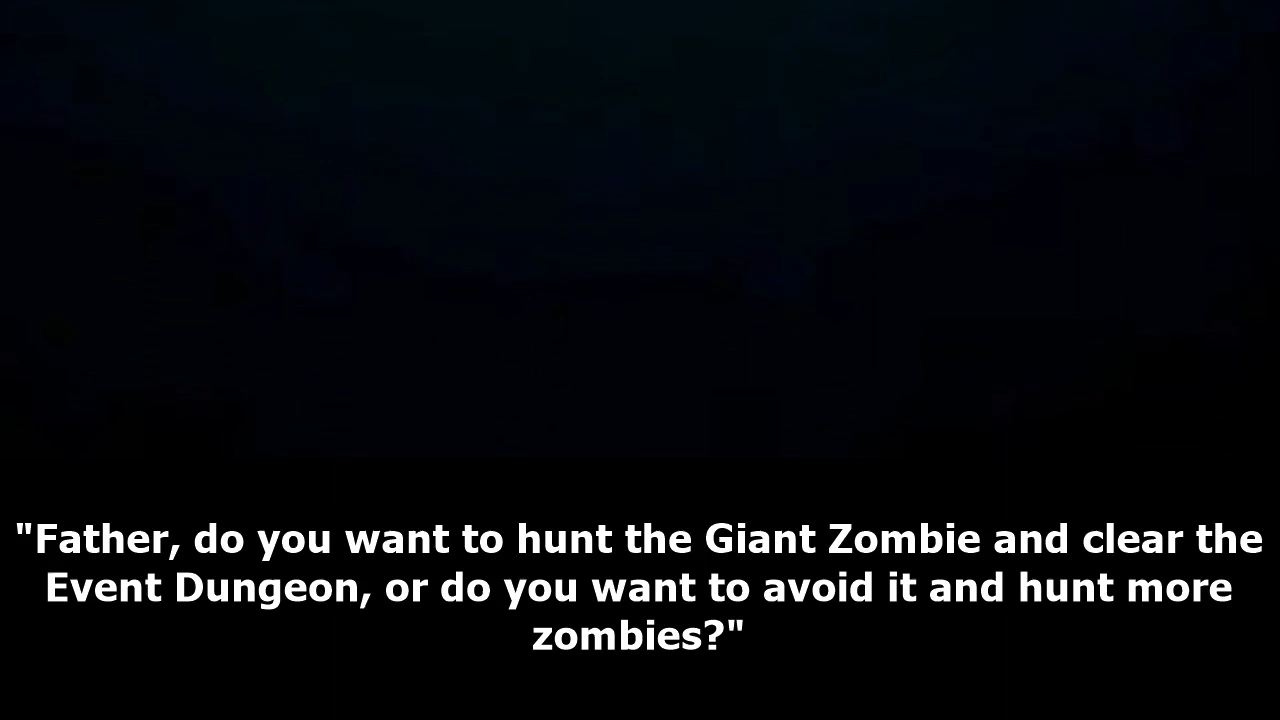 "Father, do you want to hunt the Giant Zombie and clear the
Event Dungeon, or do you want to avoid it and hunt more
zombies?"